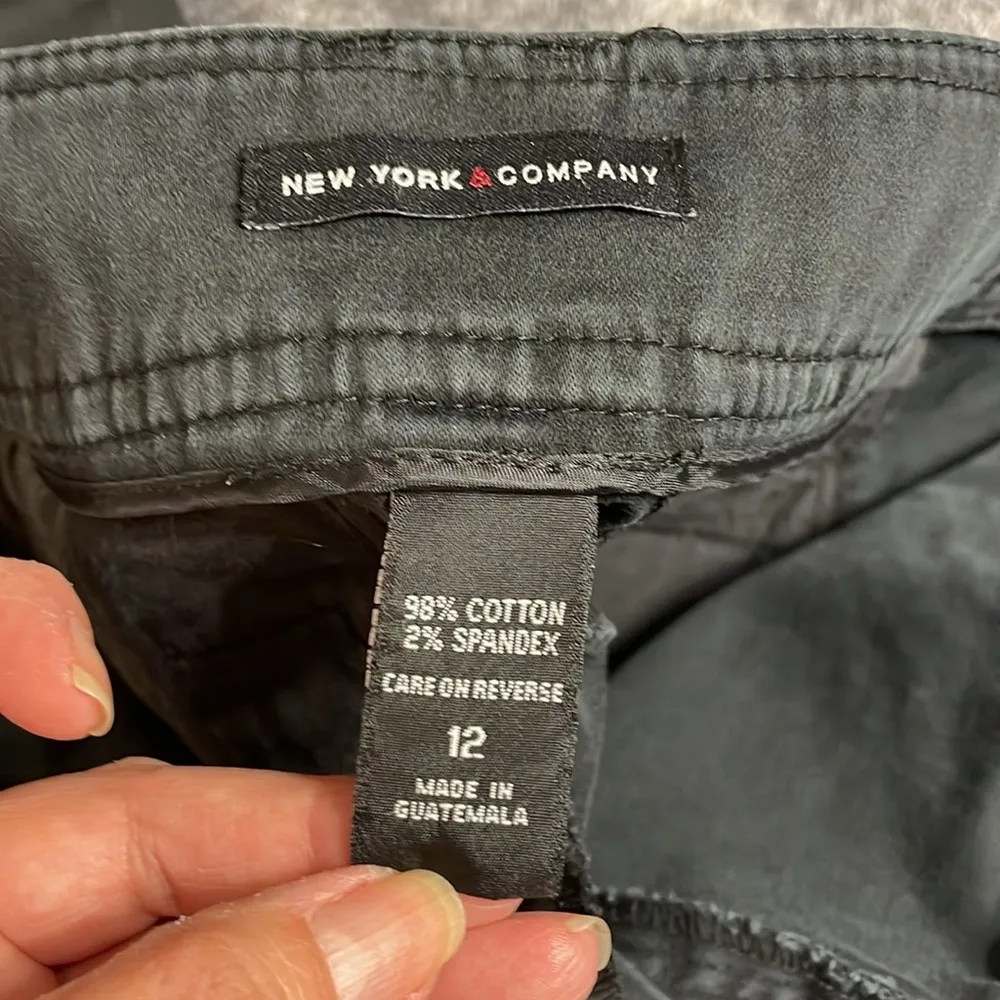 NEW YORK & COMPANY
98% COTTON
2% SPANDEX
CARE ON REVERSE
12
MADE IN
GUATEMALA